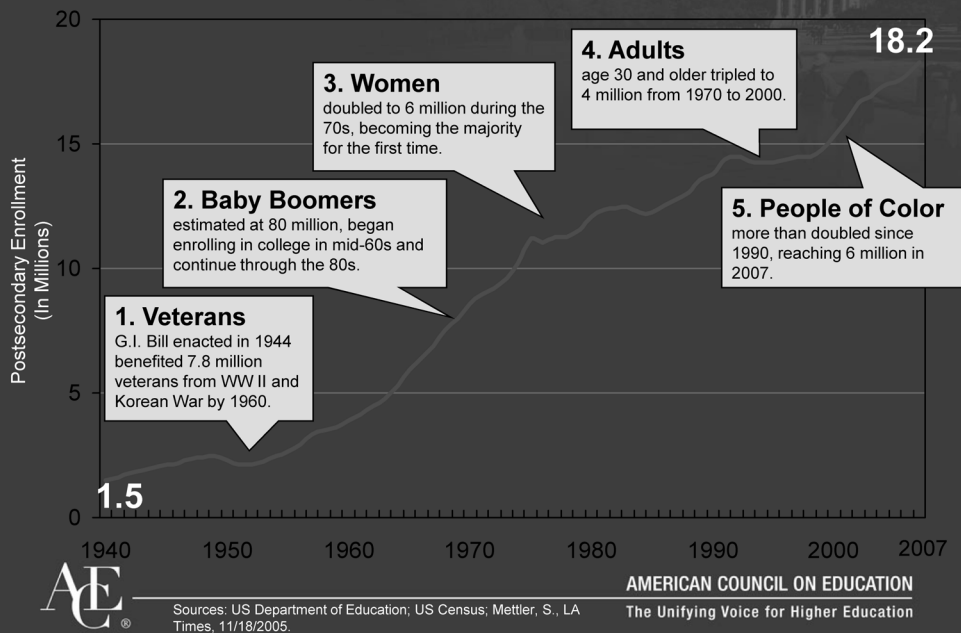 20
18.2
4. Adults
age 30 and older tripled to
4 million from 1970 to 2000.
3. Women
doubled to 6 million during the
70s, becoming the majority
for the first time.
15
2. Baby Boomers
estimated at 80 million, began
enrolling in college in mid-60s and
continue through the 80s.
5. People of Color
more than doubled since
1990, reaching 6 million in
2007.
Postsecondary Enrollment
(In Millions)
10
1. Veterans
G.I. Bill enacted in 1944
benefited 7.8 million
veterans from WW II and
Korean War by 1960.
5
1.5
0
1940 1950 1960 1970 1980 1990 2000 2007
ACE ®
AMERICAN COUNCIL ON EDUCATION
The Unifying Voice for Higher Education
Sources: US Department of Education; US Census; Mettler, S., LA
Times, 11/18/2005.